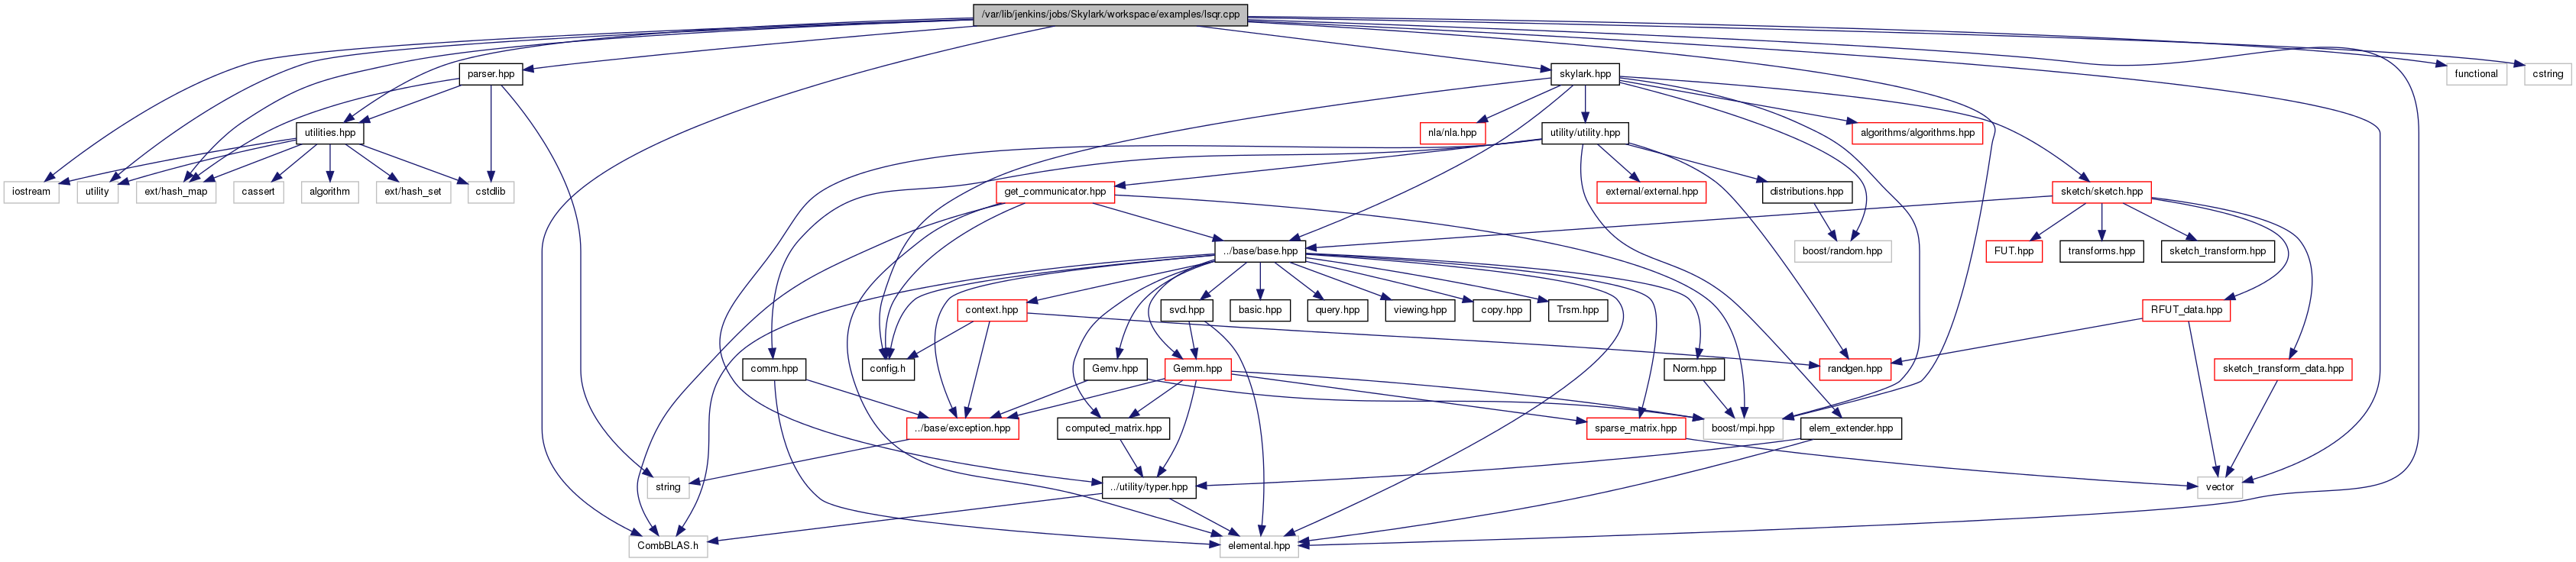 /var/lib/jenkins/jobs/Skylark/workspace/examples/lsqr.cpp
parser.hpp
skylark.hpp
functional
cstring
utilities.hpp
nla/nla.hpp
utility/utility.hpp
algorithms/algorithms.hpp
iostream
utility
ext/hash_map
cassert
algorithm
ext/hash_set
cstdlib
get_communicator.hpp
external/external.hpp
distributions.hpp
sketch/sketch.hpp
../base/base.hpp
boost/random.hpp
FUT.hpp
transforms.hpp
sketch_transform.hpp
context.hpp
svd.hpp
basic.hpp
query.hpp
viewing.hpp
copy.hpp
Trsm.hpp
RFUT_data.hpp
comm.hpp
config.h
Gemv.hpp
Gemm.hpp
Norm.hpp
randgen.hpp
sketch_transform_data.hpp
../base/exception.hpp
computed_matrix.hpp
sparse_matrix.hpp
boost/mpi.hpp
elem_extender.hpp
string
../utility/typer.hpp
vector
CombBLAS.h
elemental.hpp